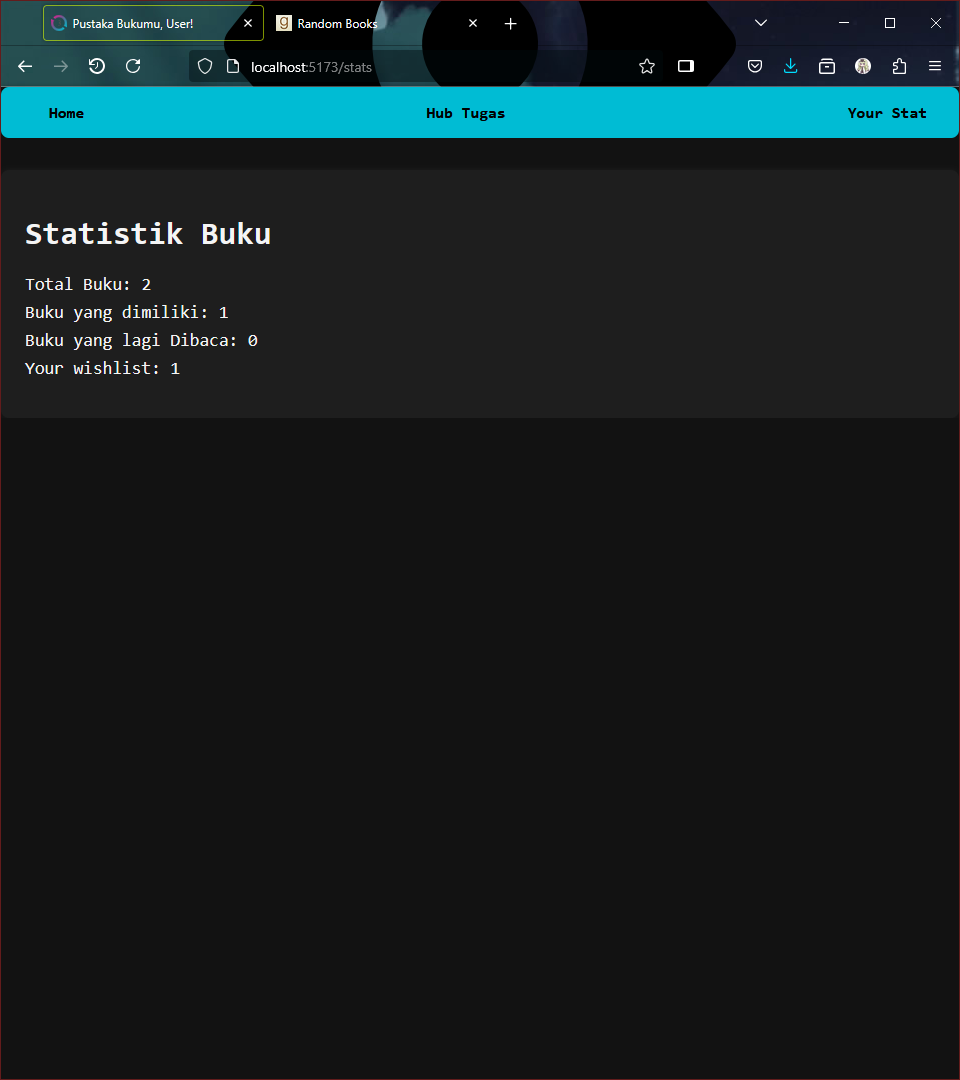 Pustaka Bukumu, User!
Random Books
localhost:5173/stats
Home
Hub Tugas
Your Stat
Statistik Buku
Total Buku: 2
Buku yang dimiliki: 1
Buku yang lagi Dibaca: 0
Your wishlist: 1